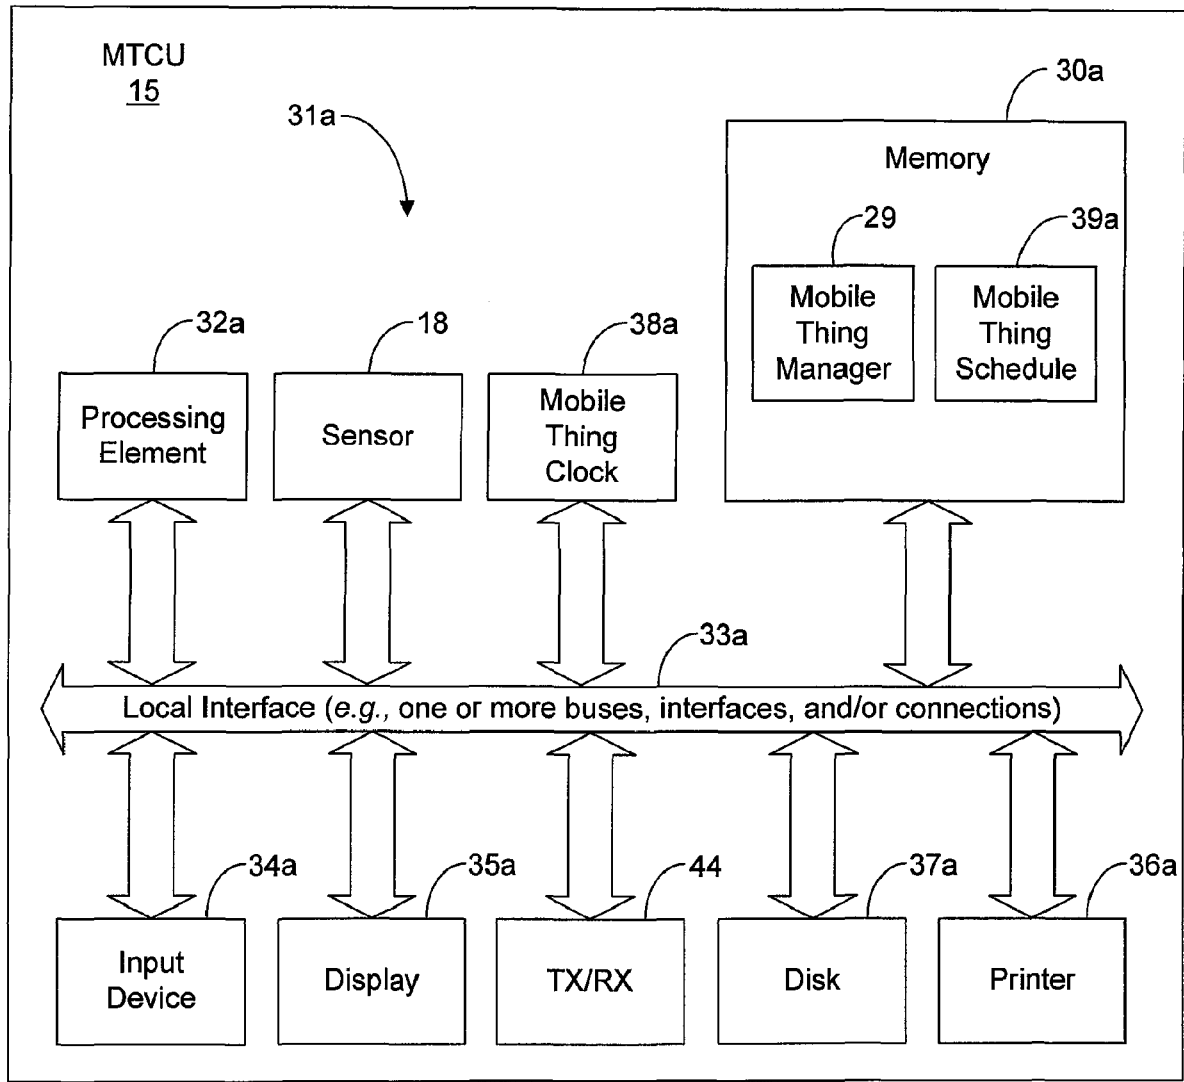 MTCU
15
31a
30a
Memory
29
39a
Mobile
Thing
Manager
Mobile
Thing
Schedule
32a
18
38a
Processing
Element
Sensor
Mobile
Thing
Clock
33a
Local Interface (e.g., one or more buses, interfaces, and/or connections)
34a
35a
44
37a
36a
Input
Device
Display
TX/RX
Disk
Printer